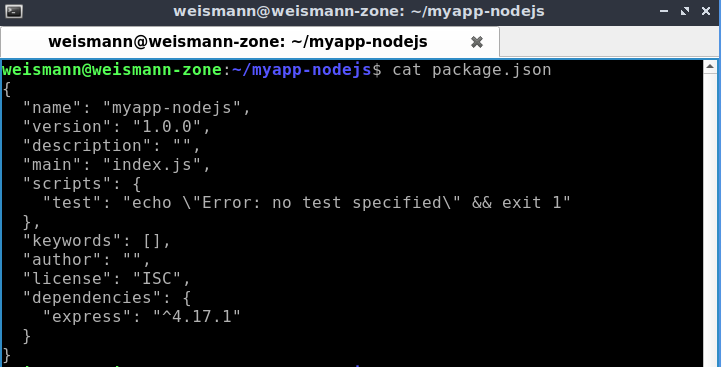 weismann@weismann-zone: ~/myapp-nodejs
weismann@weismann-zone: ~/myapp-nodejs
weismann@weismann-zone:~/myapp-nodejs$ cat package.json
{
  "name": "myapp-nodejs",
  "version": "1.0.0",
  "description": "",
  "main": "index.js",
  "scripts": {
    "test": "echo \"Error: no test specified\" && exit 1"
  },
  "keywords": [],
  "author": "",
  "license": "ISC",
  "dependencies": {
    "express": "^4.17.1"
  }
}